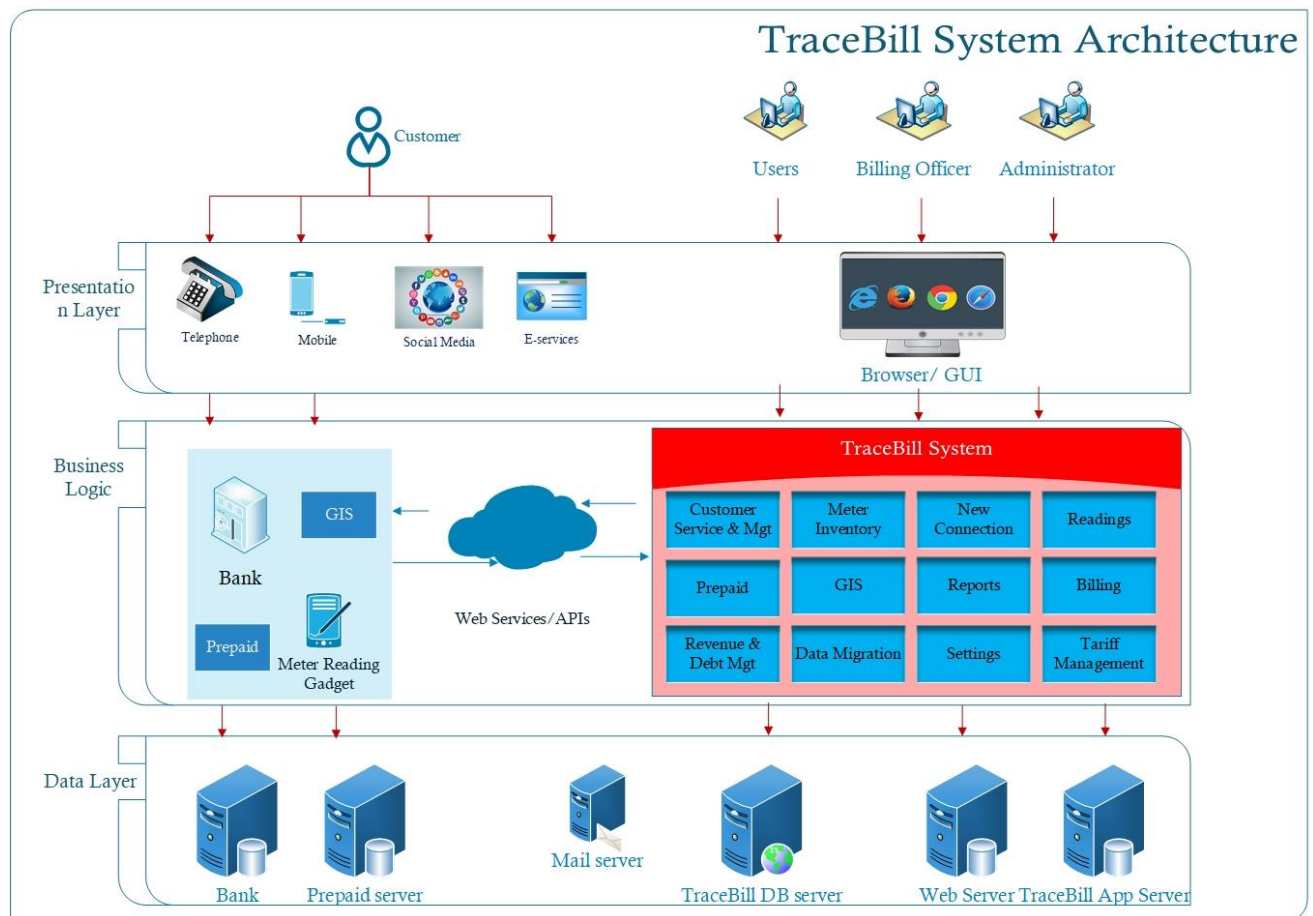 TraceBill System Architecture
Customer
Users
Billing Officer
Administrator
Presentatio
n Layer
Telephone
Mobile
Social Media
E-services
Browser/ GUI
Business
Logic
Bank
GIS
Prepaid
Meter Reading
Gadget
Web Services/APIs
TraceBill System
Customer
Service & Mgt
Meter
Inventory
New
Connection
Readings
Prepaid
GIS
Reports
Billing
Revenue &
Debt Mgt
Data Migration
Settings
Tariff
Management
Data Layer
Bank
Prepaid server
Mail server
TraceBill DB server
Web Server
TraceBill App Server